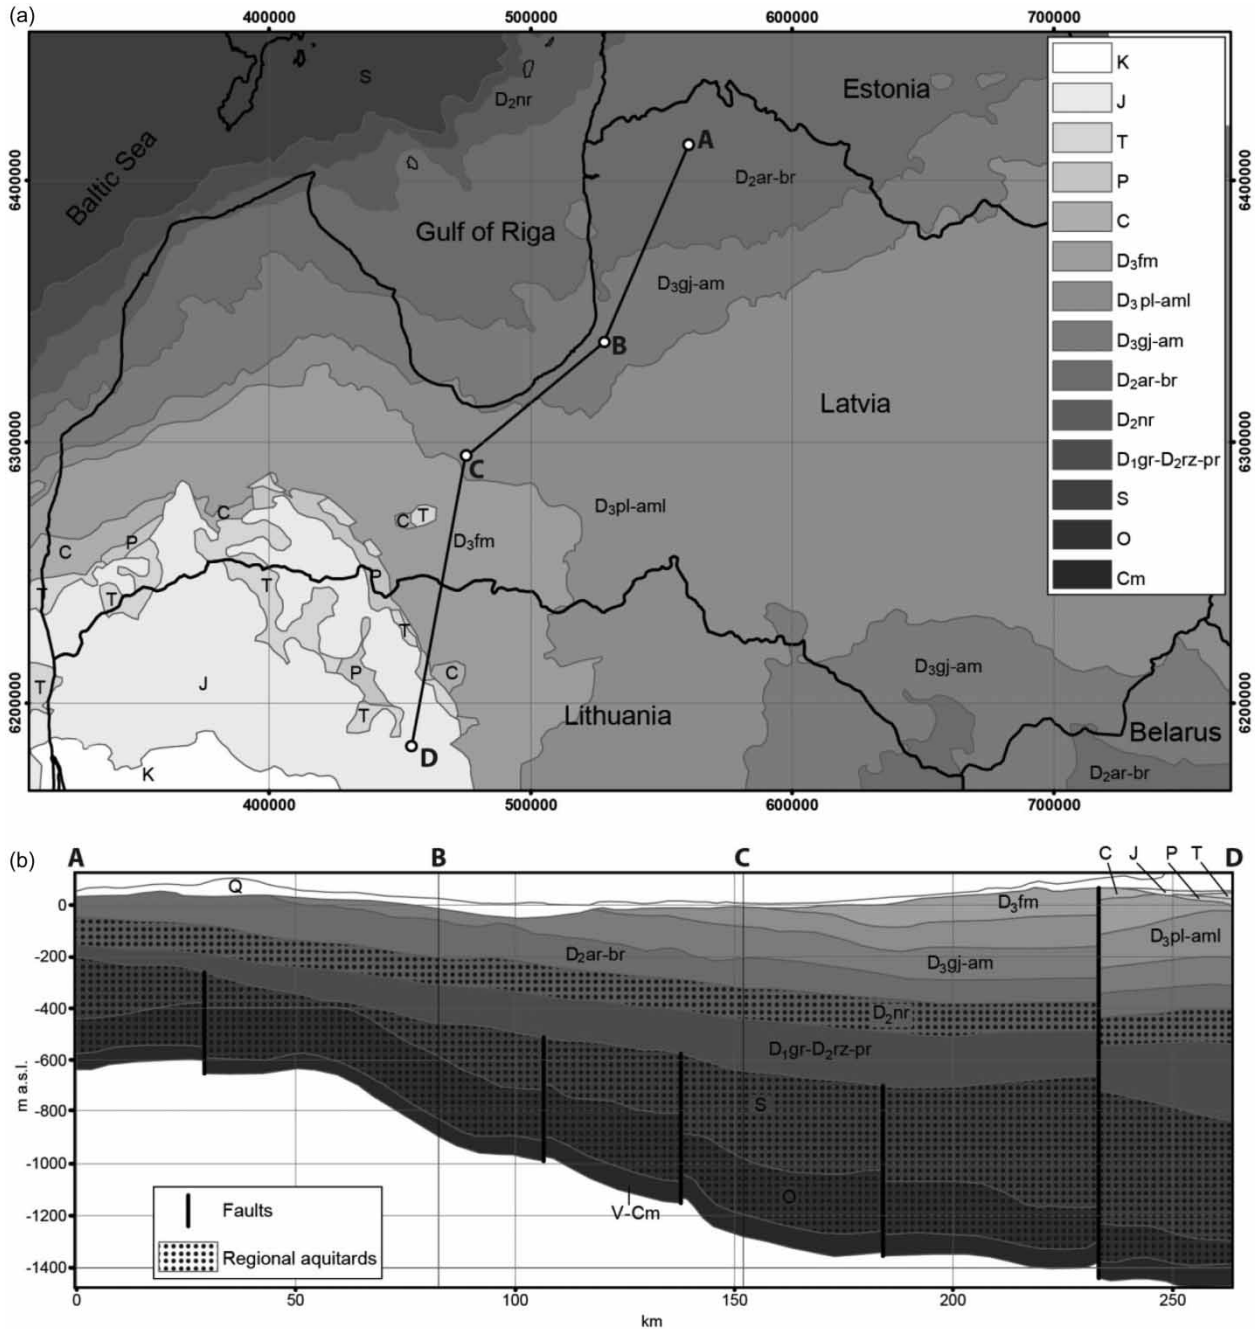 (a)
400000 500000 600000 700000
6400000
6300000
6200000
6400000
6300000
6200000
Baltic Sea
S
D₂nr
Estonia
A
D₂ar-br
Gulf of Riga
D₃gj-am
B
Latvia
C
D₃pl-aml
C T
D₃fm
C
P
C
T
T
T
P
T
J
P
T
C
T
D₃gj-am
Lithuania
Belarus
D
K
D₂ar-br
K
J
T
P
C
D₃fm
D₃pl-aml
D₃gj-am
D₂ar-br
D₂nr
D₁gr-D₂rz-pr
S
O
Cm
400000 500000 600000 700000
(b)
A B C C J P T D
Q
D₃fm
D₃pl-aml
D₂ar-br
D₃gj-am
D₂nr
D₁gr-D₂rz-pr
S
O
V-Cm
0
-200
-400
-600
-800
-1000
-1200
-1400
m a.s.l.
Faults
Regional aquitards
0 50 100 150 200 250
km